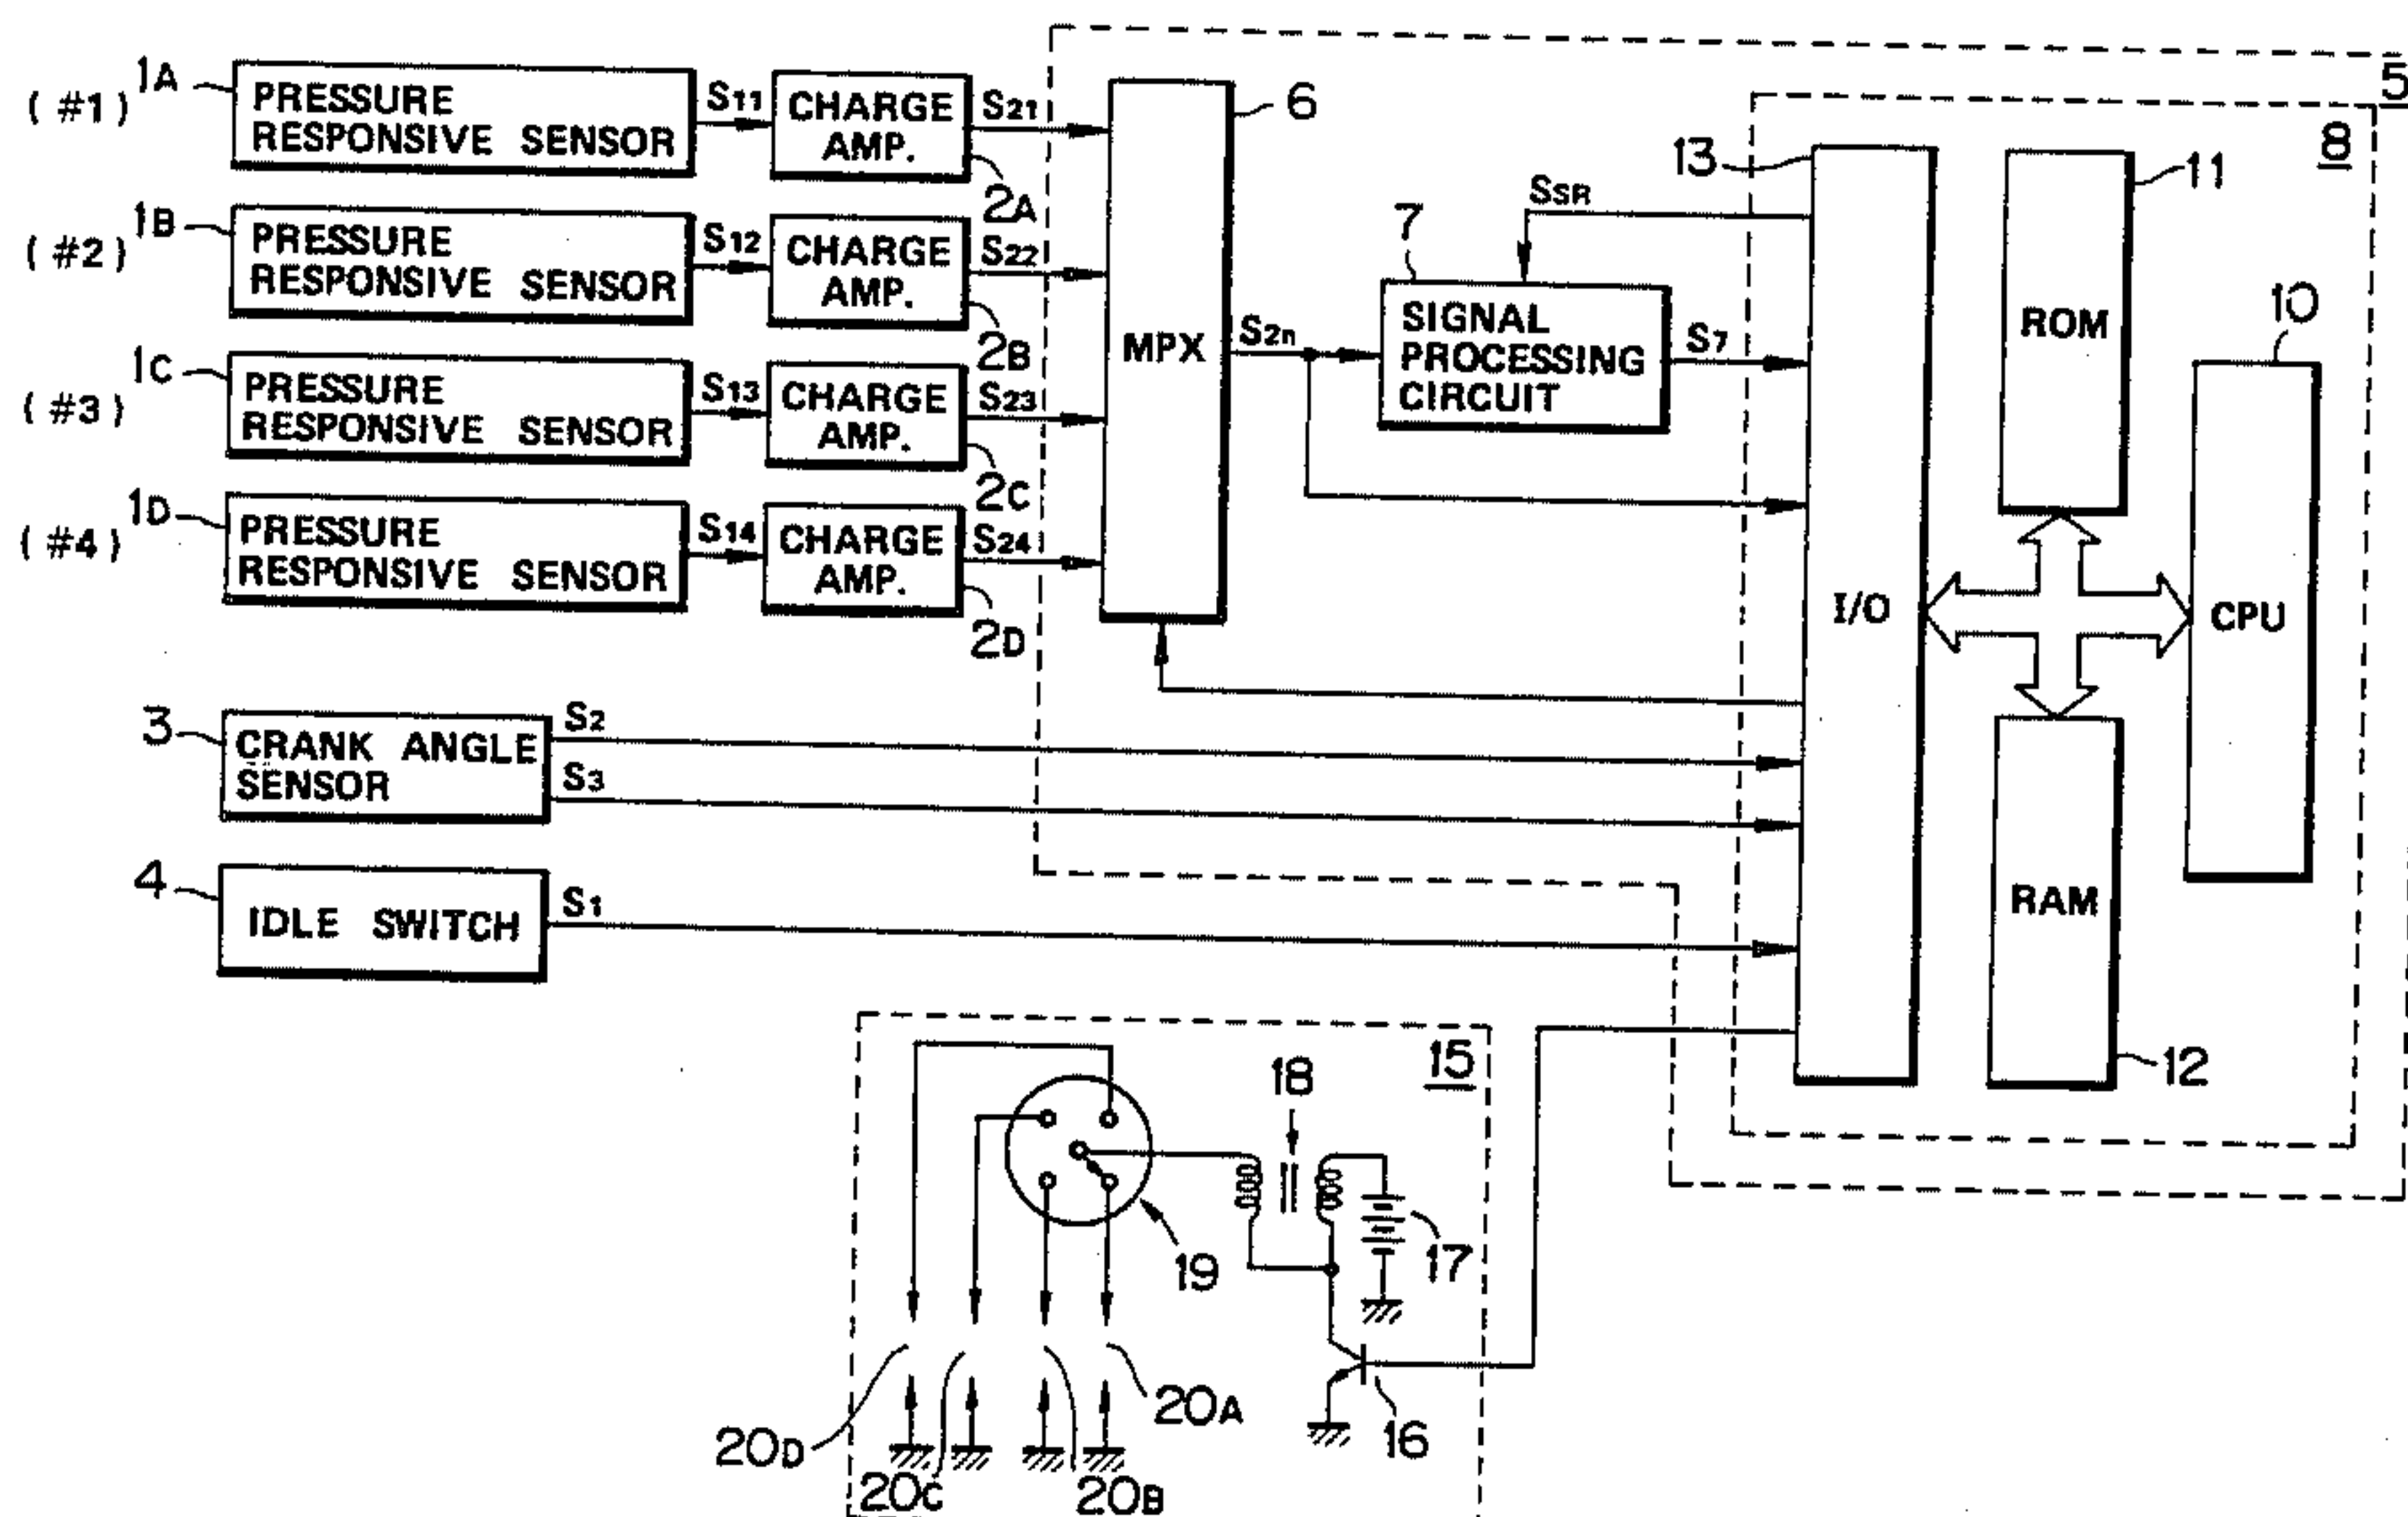 (#1)
1A
PRESSURE
RESPONSIVE SENSOR
S11
CHARGE
AMP.
2A
S21
(#2)
1B
PRESSURE
RESPONSIVE SENSOR
S12
CHARGE
AMP.
2B
S22
(#3)
1C
PRESSURE
RESPONSIVE SENSOR
S13
CHARGE
AMP.
2C
S23
(#4)
1D
PRESSURE
RESPONSIVE SENSOR
S14
CHARGE
AMP.
2D
S24
3
CRANK ANGLE
SENSOR
S2
S3
4
IDLE SWITCH
S1
5
6
MPX
S2n
7
SIGNAL
PROCESSING
CIRCUIT
SSR
S7
8
13
I/O
11
ROM
10
CPU
RAM
12
15
18
17
19
16
20A
20B
20C
20D